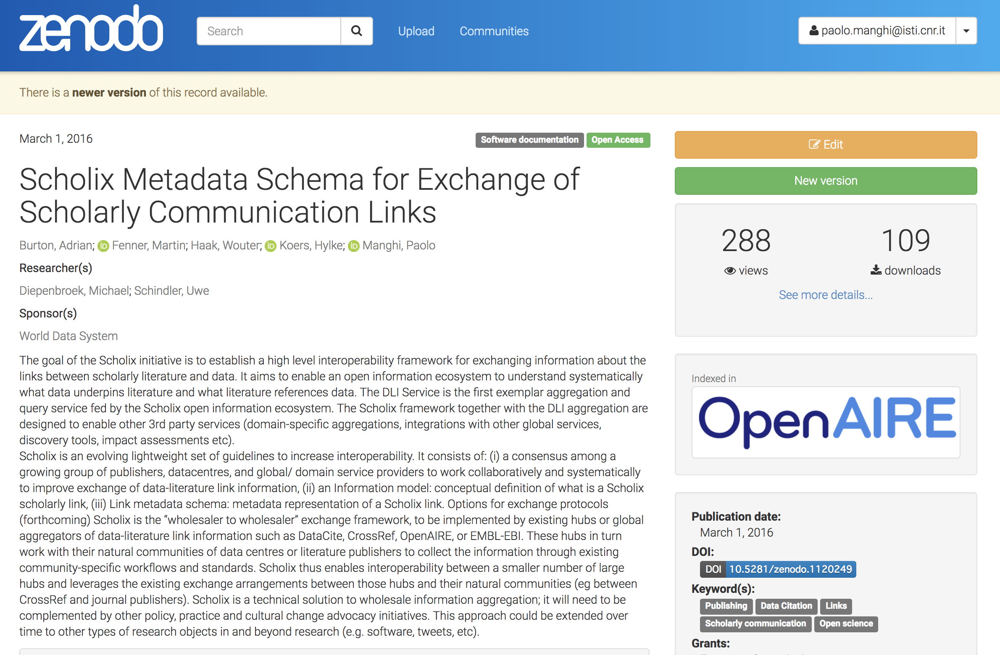 zenodo
Search
Upload
Communities
paolo.manghi@isti.cnr.it
There is a newer version of this record available.
March 1, 2016
Software documentation
Open Access
Scholix Metadata Schema for Exchange of
Scholarly Communication Links
Burton, Adrian; iD Fenner, Martin; Haak, Wouter; iD Koers, Hylke; iD Manghi, Paolo
Researcher(s)
Diepenbroek, Michael; Schindler, Uwe
Sponsor(s)
World Data System
The goal of the Scholix initiative is to establish a high level interoperability framework for exchanging information about the
links between scholarly literature and data. It aims to enable an open information ecosystem to understand systematically
what data underpins literature and what literature references data. The DLI Service is the first exemplar aggregation and
query service fed by the Scholix open information ecosystem. The Scholix framework together with the DLI aggregation are
designed to enable other 3rd party services (domain-specific aggregations, integrations with other global services,
discovery tools, impact assessments etc).
Scholix is an evolving lightweight set of guidelines to increase interoperability. It consists of: (i) a consensus among a
growing group of publishers, datacentres, and global/ domain service providers to work collaboratively and systematically
to improve exchange of data-literature link information, (ii) an Information model: conceptual definition of what is a Scholix
scholarly link, (iii) Link metadata schema: metadata representation of a Scholix link. Options for exchange protocols
(forthcoming) Scholix is the “wholesaler to wholesaler” exchange framework, to be implemented by existing hubs or global
aggregators of data-literature link information such as DataCite, CrossRef, OpenAIRE, or EMBL-EBI. These hubs in turn
work with their natural communities of data centres or literature publishers to collect the information through existing
community-specific workflows and standards. Scholix thus enables interoperability between a smaller number of large
hubs and leverages the existing exchange arrangements between those hubs and their natural communities (eg between
CrossRef and journal publishers). Scholix is a technical solution to wholesale information aggregation; it will need to be
complemented by other policy, practice and cultural change advocacy initiatives. This approach could be extended over
time to other types of research objects in and beyond research (e.g. software, tweets, etc).
Edit
New version
288
views
109
downloads
See more details...
Indexed in
OpenAIRE
Publication date:
March 1, 2016
DOI:
DOI 10.5281/zenodo.1120249
Keyword(s):
Publishing
Data Citation
Links
Scholarly communication
Open science
Grants: